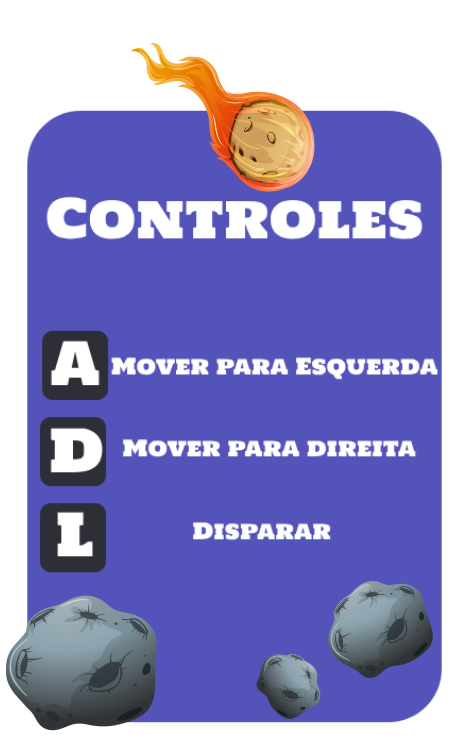 Controles
A Mover para Esquerda
D Mover para direita
L Disparar